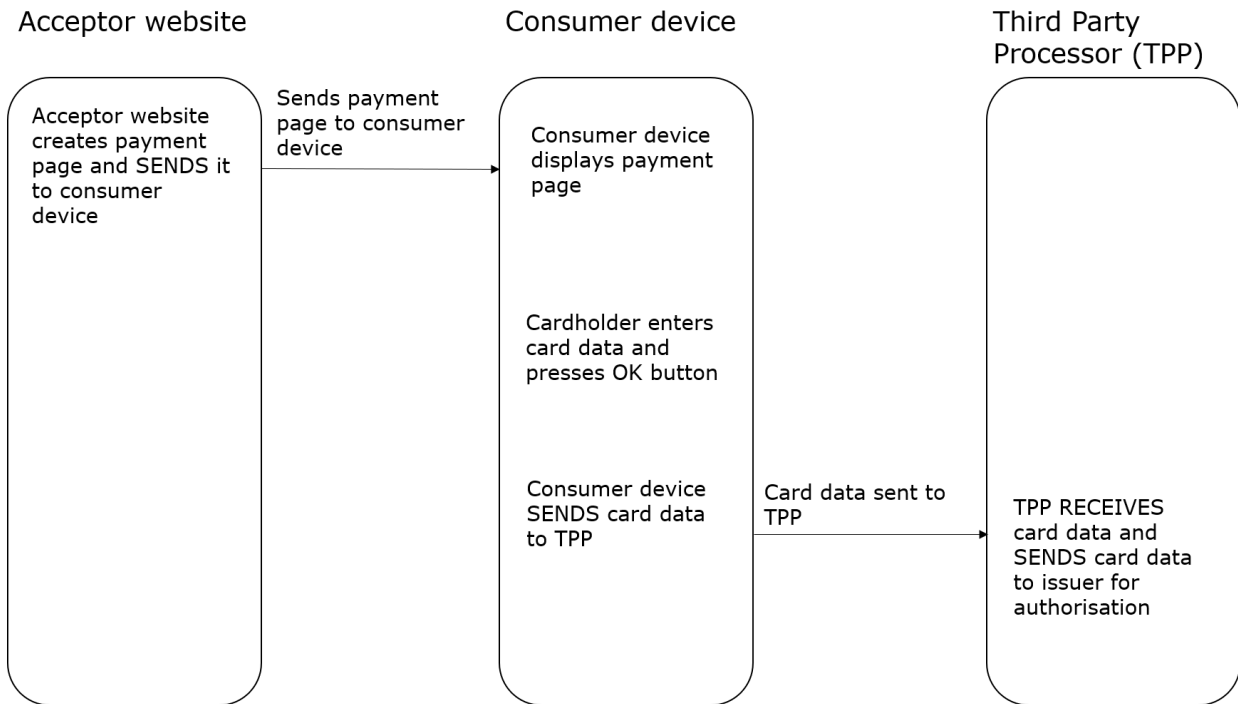 Acceptor website
Consumer device
Third Party
Processor (TPP)
Acceptor website
creates payment
page and SENDS it
to consumer
device
Sends payment
page to consumer
device
Consumer device
displays payment
page
Cardholder enters
card data and
presses OK button
Consumer device
SENDS card data
to TPP
Card data sent to
TPP
TPP RECEIVES
card data and
SENDS card data
to issuer for
authorisation